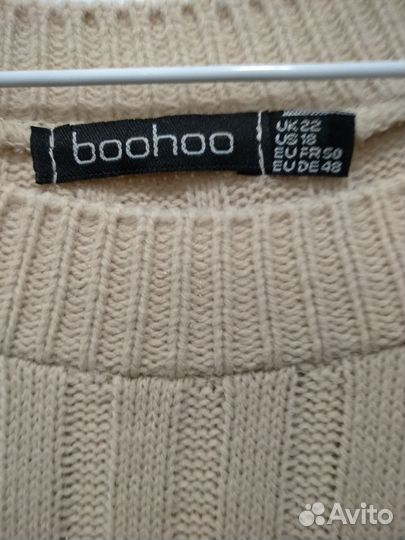 boohoo
UK 22
US 18
EU FR 50
EU DE 48
Avito